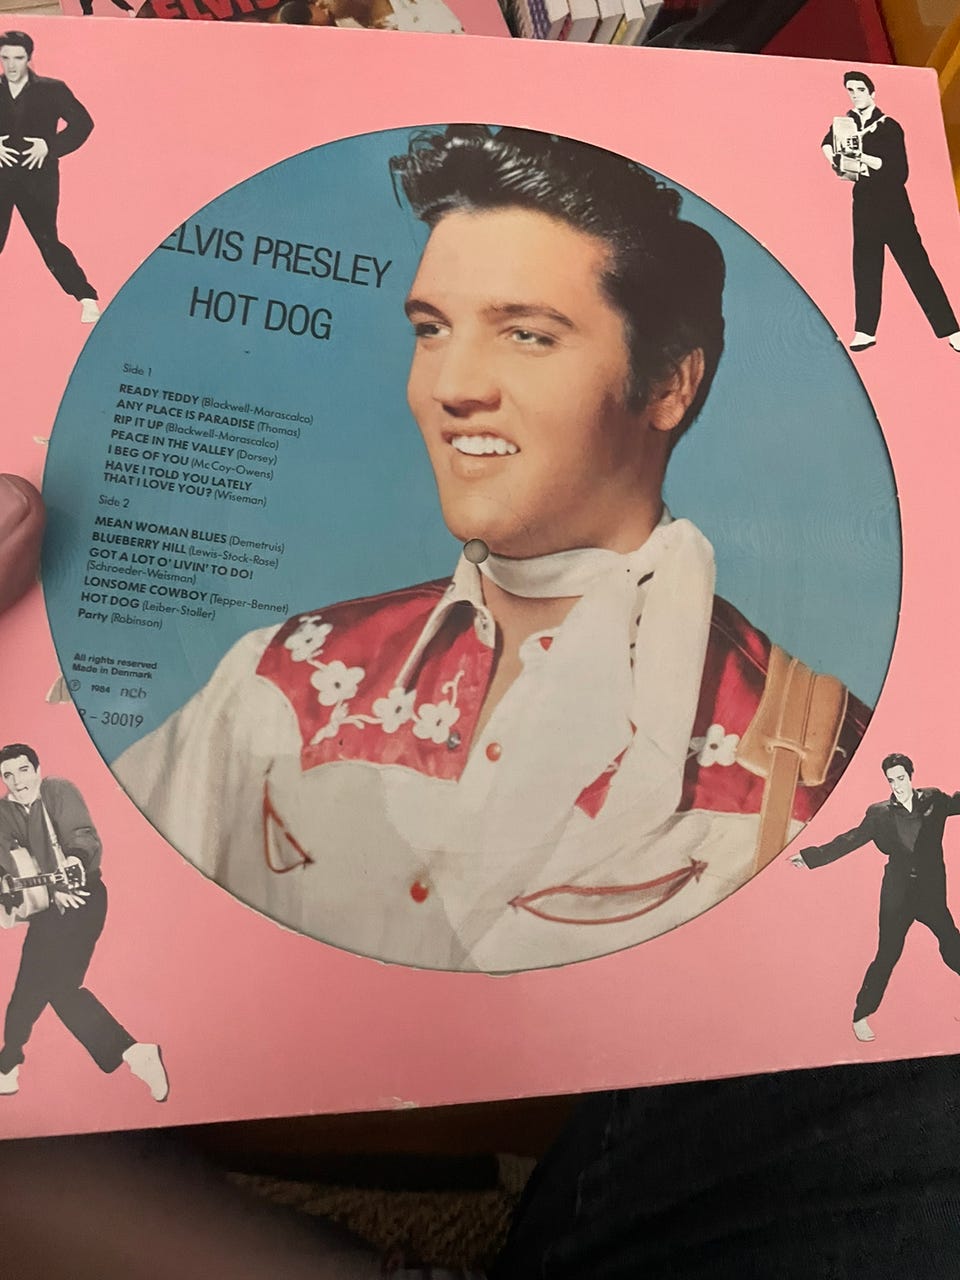 ELVIS
ELVIS PRESLEY
HOT DOG
Side 1
READY TEDDY (Blackwell-Marascalco)
ANY PLACE IS PARADISE (Thomas)
RIP IT UP (Blackwell-Marascalco)
PEACE IN THE VALLEY (Dorsey)
I BEG OF YOU (Mc Coy-Owens)
HAVE I TOLD YOU LATELY
THAT I LOVE YOU? (Wiseman)
Side 2
MEAN WOMAN BLUES (Demetruis)
BLUEBERRY HILL (Lewis-Stock-Rose)
GOT A LOT O' LIVIN' TO DO!
(Schroeder-Weisman)
LONSOME COWBOY (Tepper-Bennet)
HOT DOG (Leiber-Stoller)
Party (Robinson)
All rights reserved
Made in Denmark
Ⓟ 1984 ncb
P - 30019